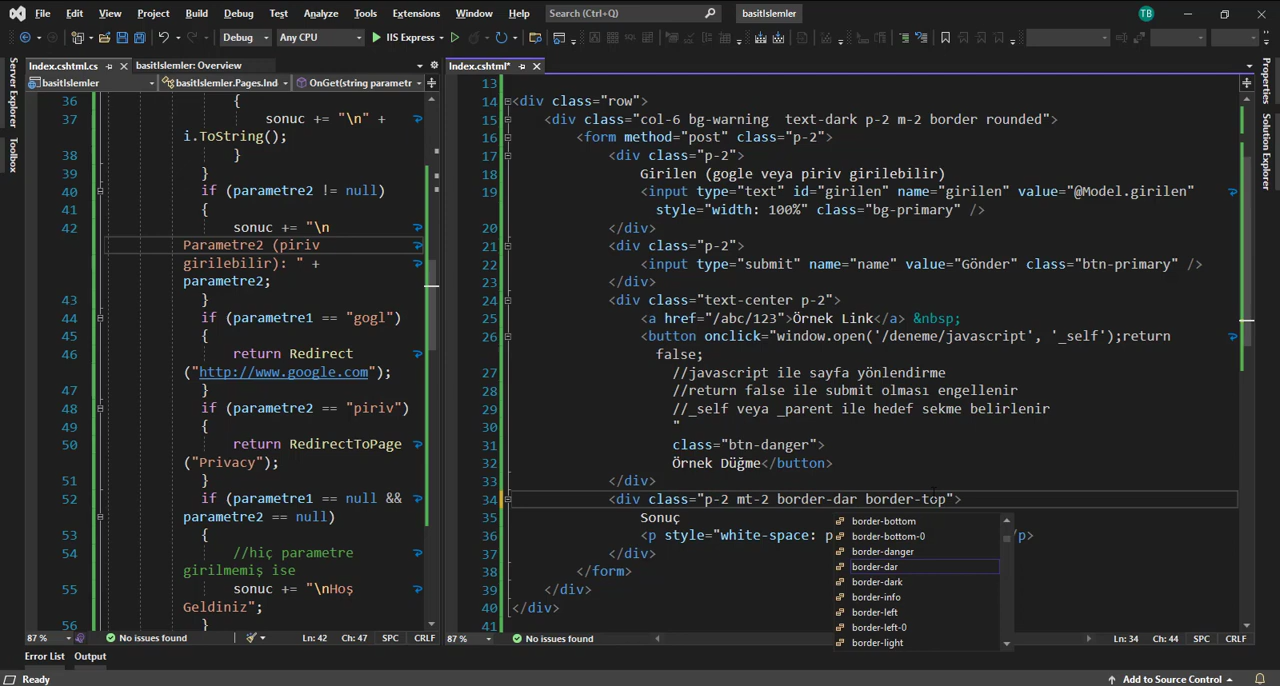 File Edit View Project Build Debug Test Analyze Tools Extensions Window Help Search (Ctrl+Q) basitIslemler TB
Debug Any CPU IIS Express
Server Explorer
Toolbox
Index.cshtml.cs basitIslemler: Overview
basitIslemler basitIslemler.Pages.Ind OnGet(string parametr
36 {
37 sonuc += "\n" +
i.ToString();
38 }
39 }
40 if (parametre2 != null)
41 {
42 sonuc += "\n
Parametre2 (piriv
girilebilir): " +
parametre2;
43 }
44 if (parametre1 == "gogl")
45 {
46 return Redirect
("http://www.google.com");
47 }
48 if (parametre2 == "piriv")
49 {
50 return RedirectToPage
("Privacy");
51 }
52 if (parametre1 == null &&
parametre2 == null)
53 {
54 //hiç parametre
girilmemiş ise
55 sonuc += "\nHoş
Geldiniz";
56 }
87 % No issues found Ln: 42 Ch: 47 SPC CRLF
Index.cshtml*
13
14 <div class="row">
15 <div class="col-6 bg-warning  text-dark p-2 m-2 border rounded">
16 <form method="post" class="p-2">
17 <div class="p-2">
18 Girilen (gogle veya piriv girilebilir)
19 <input type="text" id="girilen" name="girilen" value="@Model.girilen"
style="width: 100%" class="bg-primary" />
20 </div>
21 <div class="p-2">
22 <input type="submit" name="name" value="Gönder" class="btn-primary" />
23 </div>
24 <div class="text-center p-2">
25 <a href="/abc/123">Örnek Link</a> &nbsp;
26 <button onclick="window.open('/deneme/javascript', '_self');return
false;
27 //javascript ile sayfa yönlendirme
28 //return false ile submit olması engellenir
29 //_self veya _parent ile hedef sekme belirlenir
30 "
31 class="btn-danger">
32 Örnek Düğme</button>
33 </div>
34 <div class="p-2 mt-2 border-dar border-top">
35 Sonuç
36 <p style="white-space: p /p>
37 </div>
38 </form>
39 </div>
40 </div>
41
border-bottom
border-bottom-0
border-danger
border-dar
border-dark
border-info
border-left
border-left-0
border-light
87 % No issues found Ln: 34 Ch: 44 SPC CRLF
Properties
Solution Explorer
Error List Output
Ready Add to Source Control